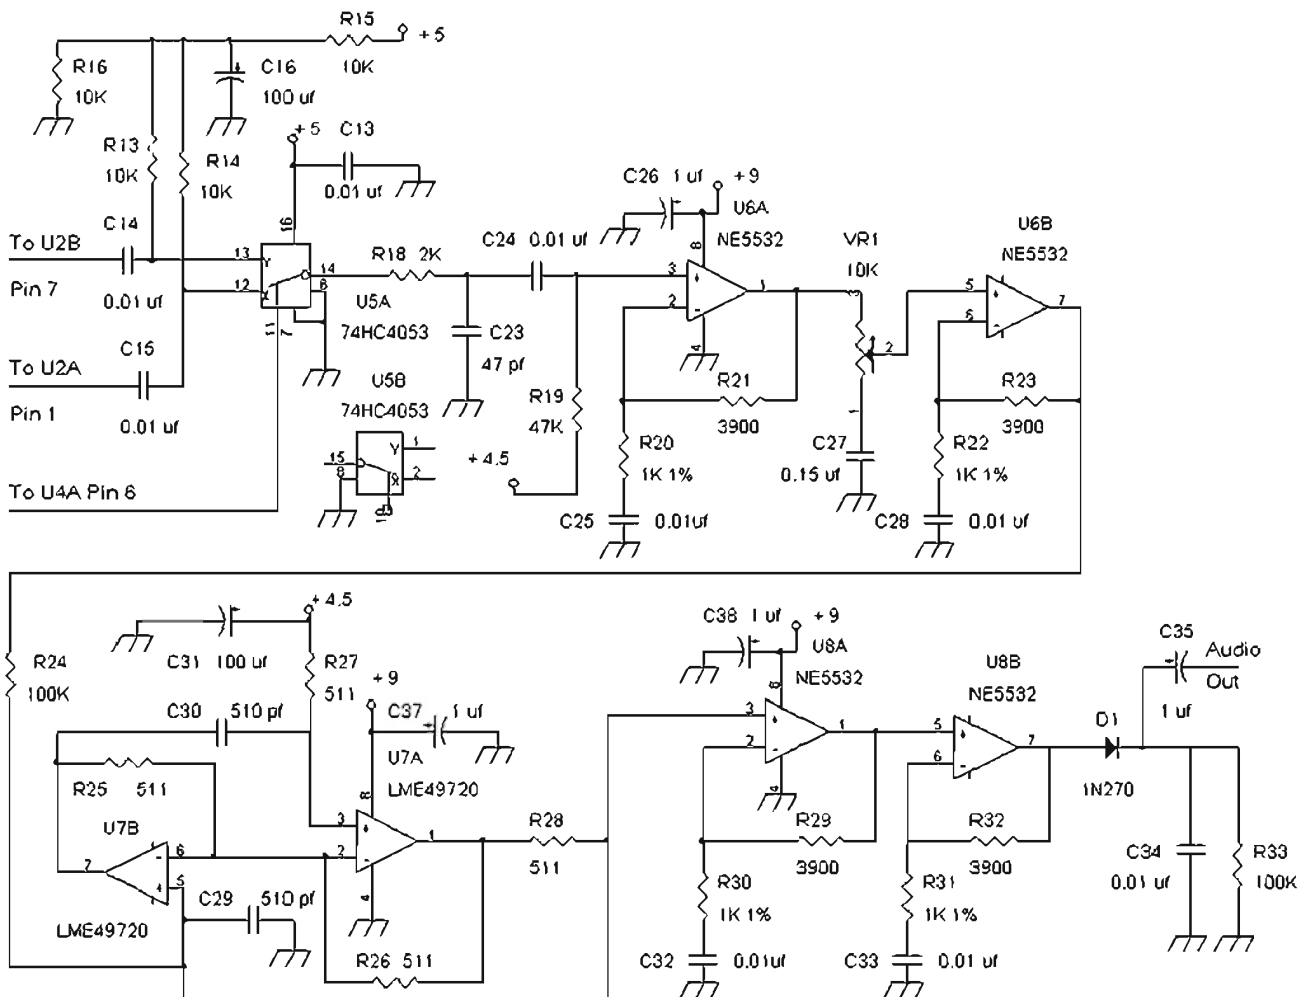 R15
+5
R16
10K
10K
C16
100 uf
+5
C13
R13
10K
R14
10K
0.01 uf
C26
1 uf
+9
U6A
NE5532
U6B
NE5532
16
C14
To U2B
Pin 7
0.01 uf
13
Y
12
X
14
6
11
7
R18 2K
U5A
74HC4053
C24
0.01 uf
3
2
8
1
4
VR1
10K
3
2
1
5
6
7
C15
To U2A
Pin 1
0.01 uf
C23
47 pf
U5B
74HC4053
R19
47K
R21
3900
R23
3900
15
8
Y
1
X
2
10
+4.5
R20
1K 1%
C27
0.15 uf
R22
1K 1%
To U4A Pin 6
C25
0.01uf
C28
0.01 uf
+4.5
C31
100 uf
R24
100K
R27
511
C38
1 uf
+9
U8A
NE5532
U8B
NE5532
C35
Audio
Out
1 uf
C30
510 pf
+9
C37
1 uf
U7A
LME49720
R25
511
U7B
8
3
2
1
4
R28
511
3
2
1
4
5
6
7
D1
1N270
7
6
5
LME49720
C29
510 pf
R26 511
R29
3900
R32
3900
R30
1K 1%
R31
1K 1%
C34
0.01 uf
R33
100K
C32
0.01uf
C33
0.01 uf